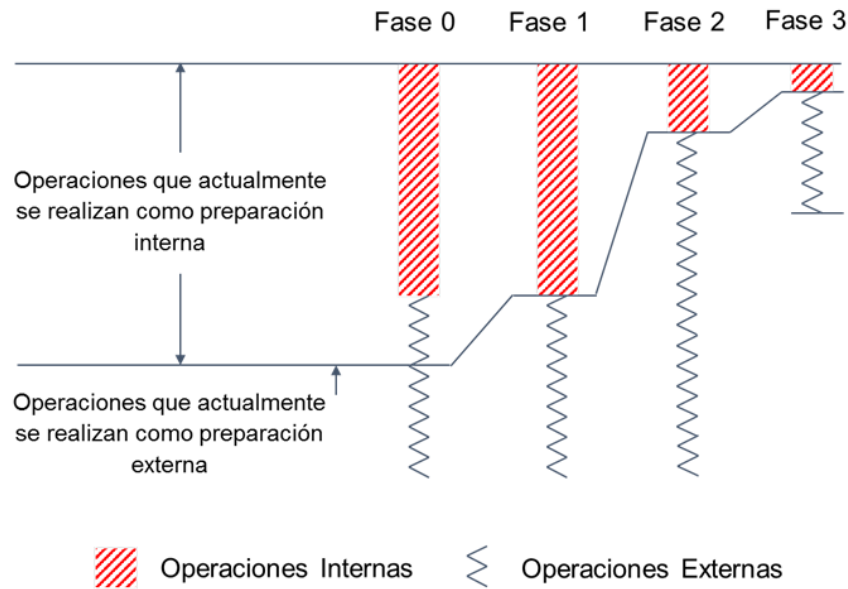 Fase 0 Fase 1 Fase 2 Fase 3
Operaciones que actualmente
se realizan como preparación
interna
Operaciones que actualmente
se realizan como preparación
externa
Operaciones Internas Operaciones Externas